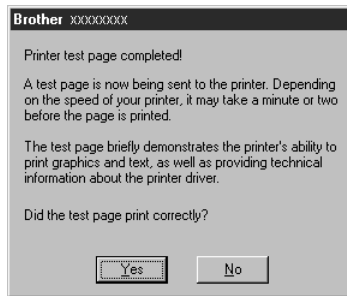 Brother XXXXXXXX
Printer test page completed!
A test page is now being sent to the printer. Depending
on the speed of your printer, it may take a minute or two
before the page is printed.
The test page briefly demonstrates the printer's ability to
print graphics and text, as well as providing technical
information about the printer driver.
Did the test page print correctly?
Yes No